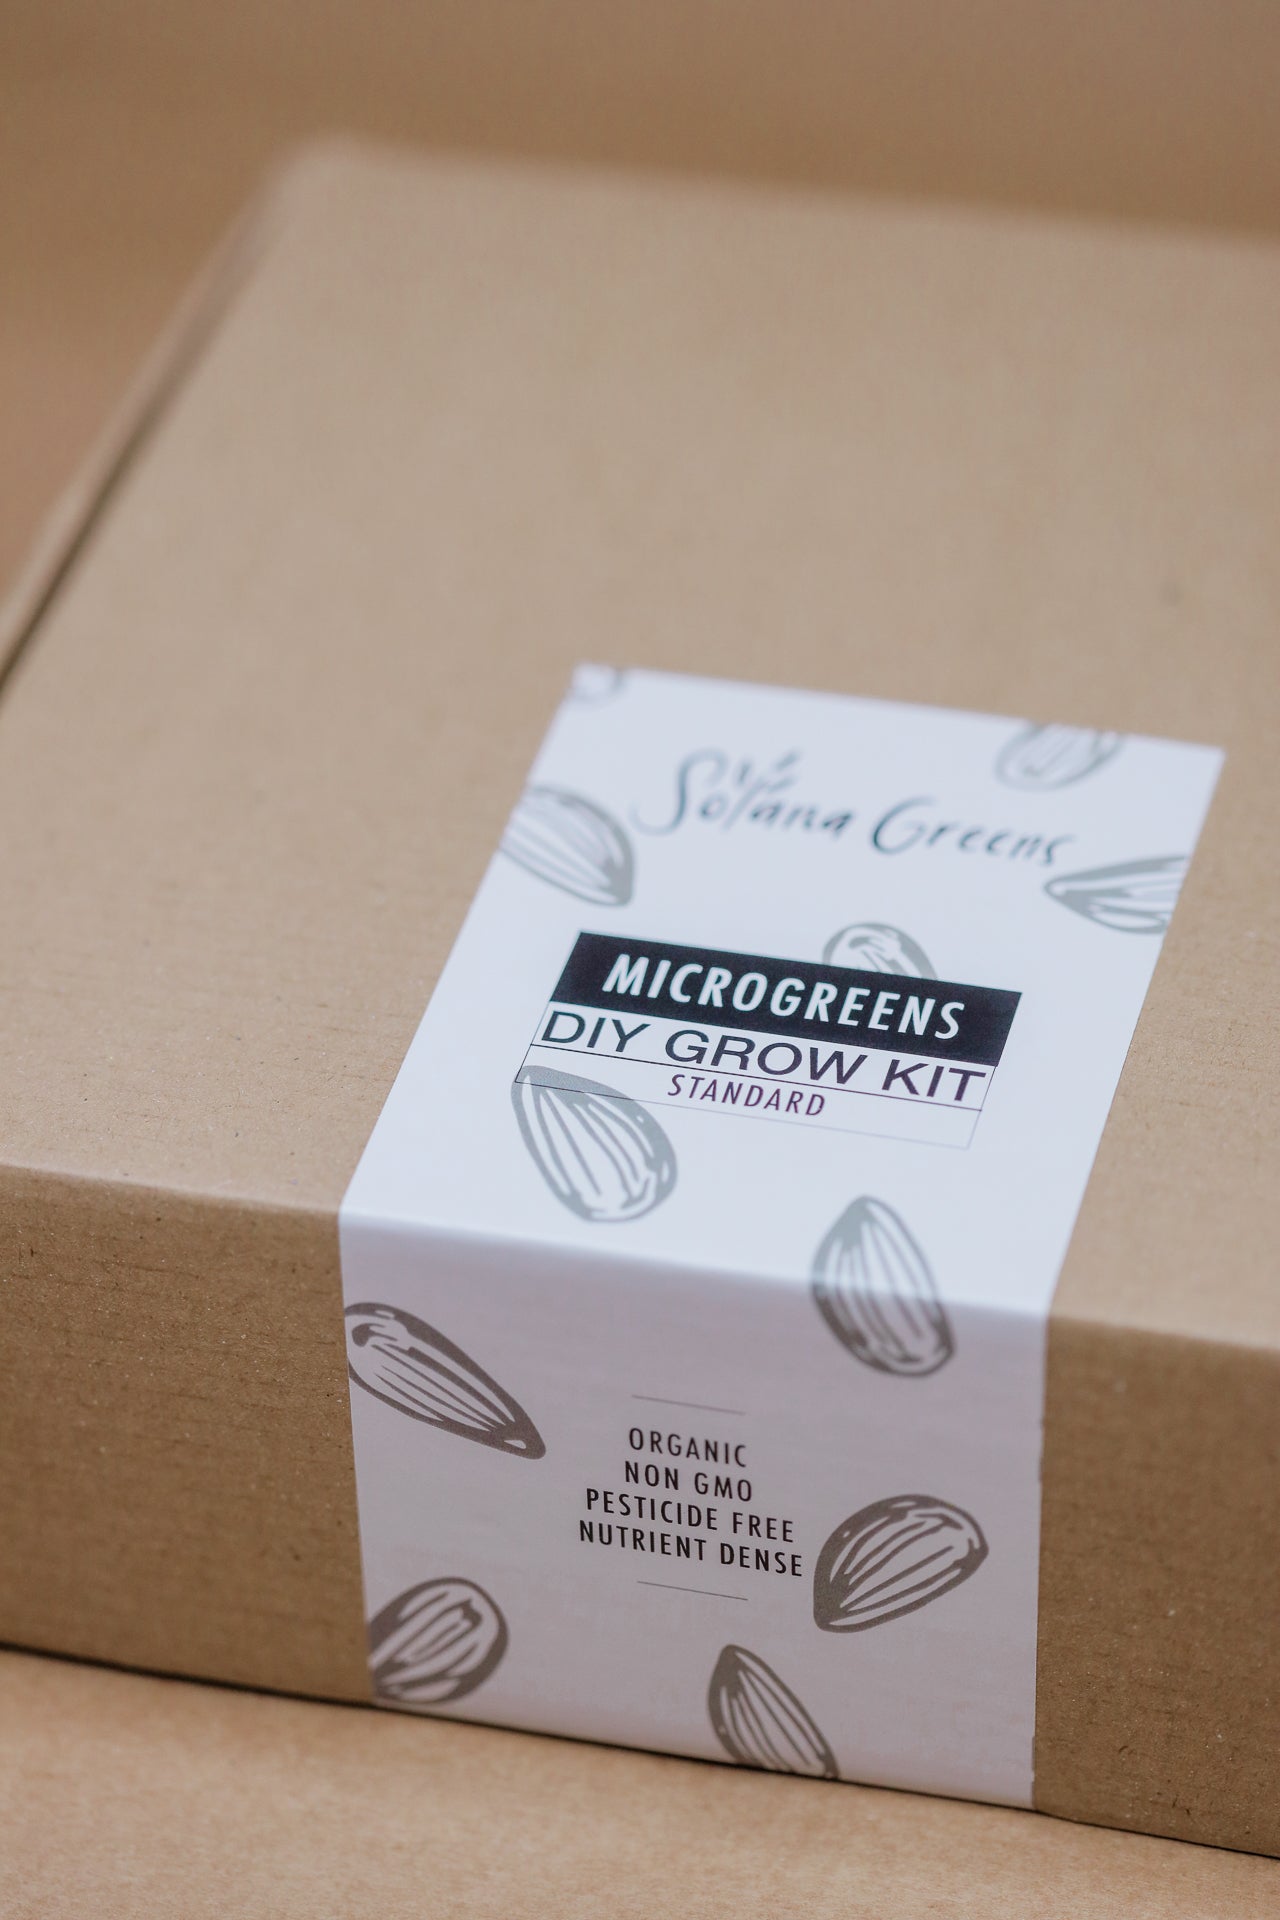 Solana Greens
MICROGREENS
DIY GROW KIT
STANDARD
ORGANIC
NON GMO
PESTICIDE FREE
NUTRIENT DENSE